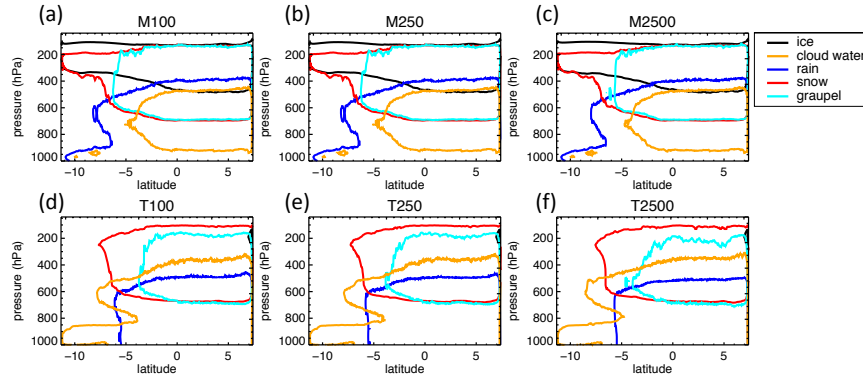 (a) M100 (b) M250 (c) M2500
ice
cloud water
rain
snow
graupel
pressure (hPa) pressure (hPa) pressure (hPa)
200 200 200
400 400 400
600 600 600
800 800 800
1000 1000 1000
-10 -5 0 5 -10 -5 0 5 -10 -5 0 5
latitude latitude latitude
(d) T100 (e) T250 (f) T2500
pressure (hPa) pressure (hPa) pressure (hPa)
200 200 200
400 400 400
600 600 600
800 800 800
1000 1000 1000
-10 -5 0 5 -10 -5 0 5 -10 -5 0 5
latitude latitude latitude